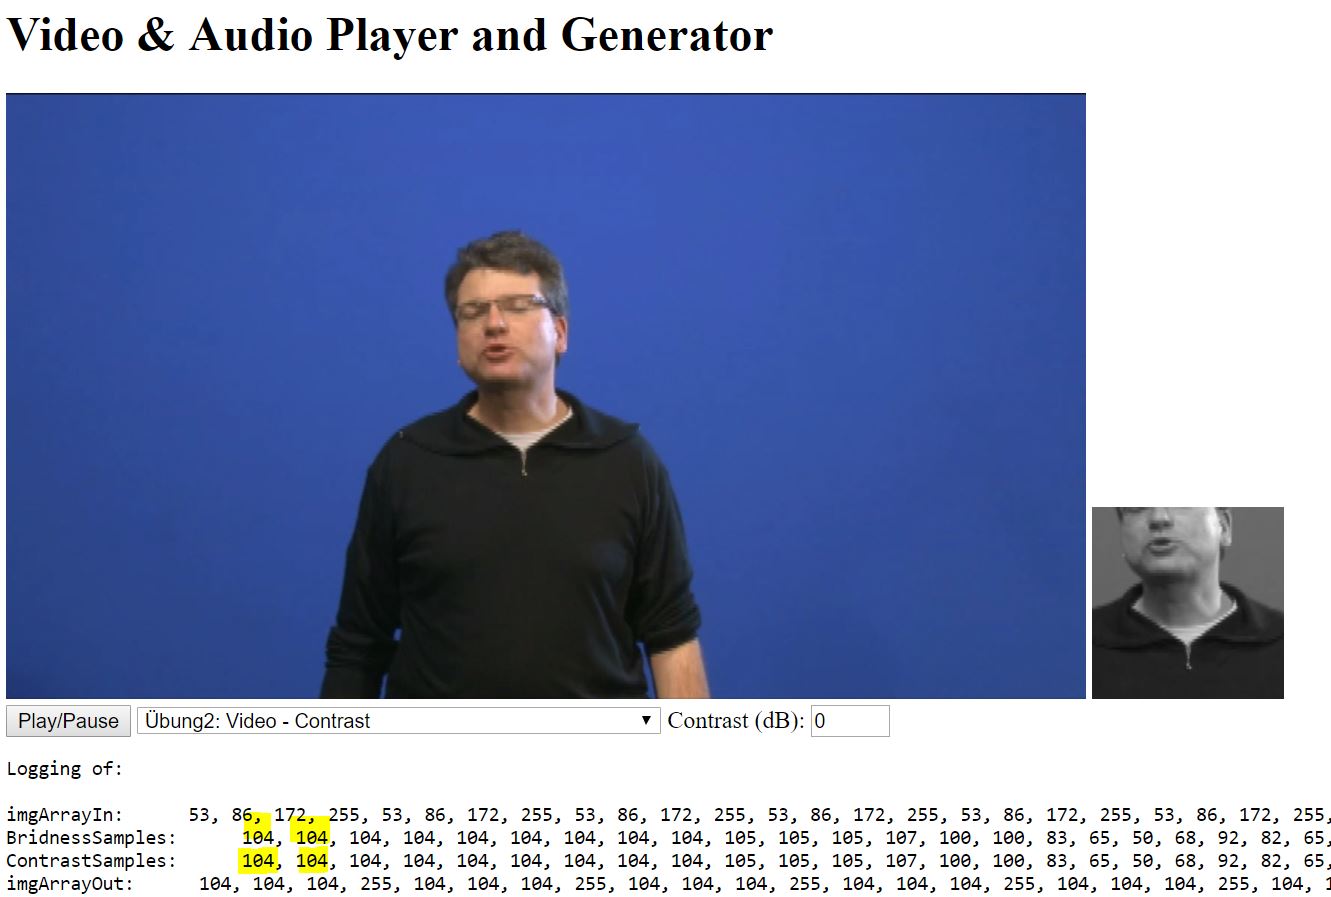 Video & Audio Player and Generator
Play/Pause Übung2: Video - Contrast Contrast (dB): 0
Logging of:
imgArrayIn: 53, 86, 172, 255, 53, 86, 172, 255, 53, 86, 172, 255, 53, 86, 172, 255, 53, 86, 172, 255, 53, 86, 172, 255,
BridnessSamples: 104, 104, 104, 104, 104, 104, 104, 104, 104, 105, 105, 105, 107, 100, 100, 83, 65, 50, 68, 92, 82, 65,
ContrastSamples: 104, 104, 104, 104, 104, 104, 104, 104, 104, 105, 105, 105, 107, 100, 100, 83, 65, 50, 68, 92, 82, 65,
imgArrayOut: 104, 104, 104, 255, 104, 104, 104, 255, 104, 104, 104, 255, 104, 104, 104, 255, 104, 104, 104, 255, 104, 1